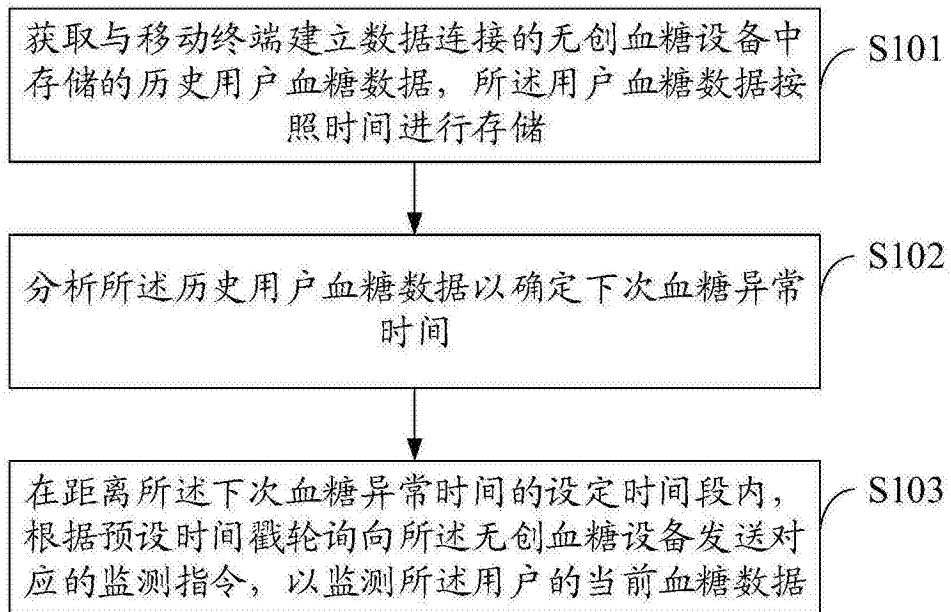 获取与移动终端建立数据连接的无创血糖设备中
存储的历史用户血糖数据，所述用户血糖数据按
照时间进行存储
S101
分析所述历史用户血糖数据以确定下次血糖异常
时间
S102
在距离所述下次血糖异常时间的设定时间段内，
根据预设时间戳轮询向所述无创血糖设备发送对
应的监测指令，以监测所述用户的当前血糖数据
S103